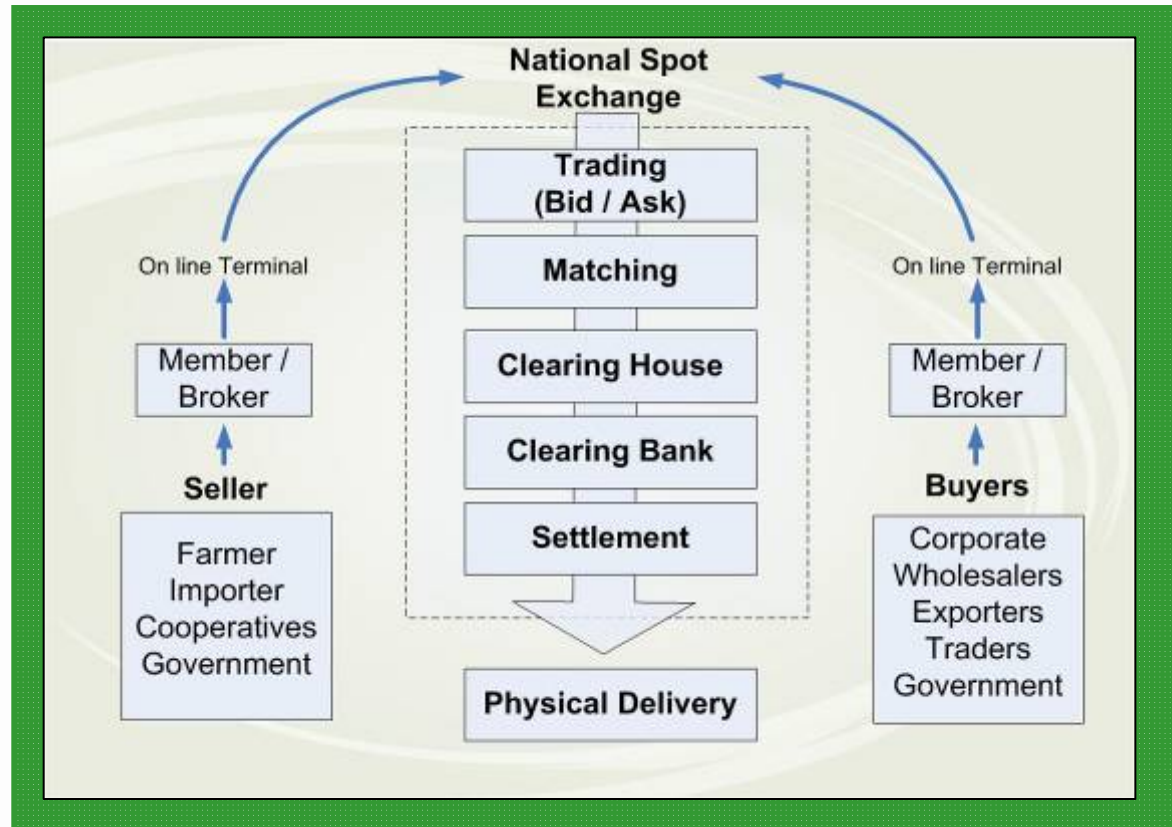 National Spot
Exchange
Trading
(Bid / Ask)
Matching
Clearing House
Clearing Bank
Settlement
Physical Delivery
On line Terminal
Member /
Broker
Seller
Farmer
Importer
Cooperatives
Government
On line Terminal
Member /
Broker
Buyers
Corporate
Wholesalers
Exporters
Traders
Government